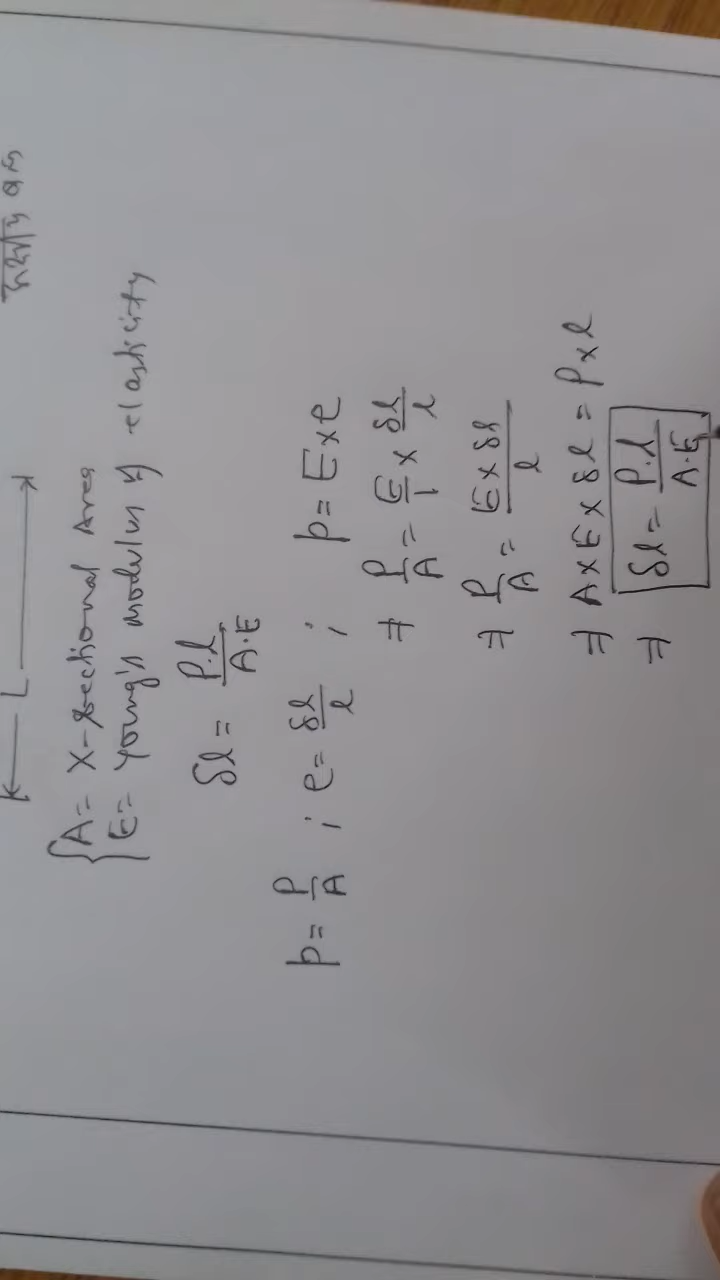 L
A = X-sectional Area
E = Young's modulus of elasticity
δl = P.l/A.E
p = P/A ; e = δl/l ; p = E×e
⇒ P/A = E/1 × δl/l
⇒ P/A = E×δl/l
⇒ A×E×δl = P×l
⇒ δl = P.l/A.E